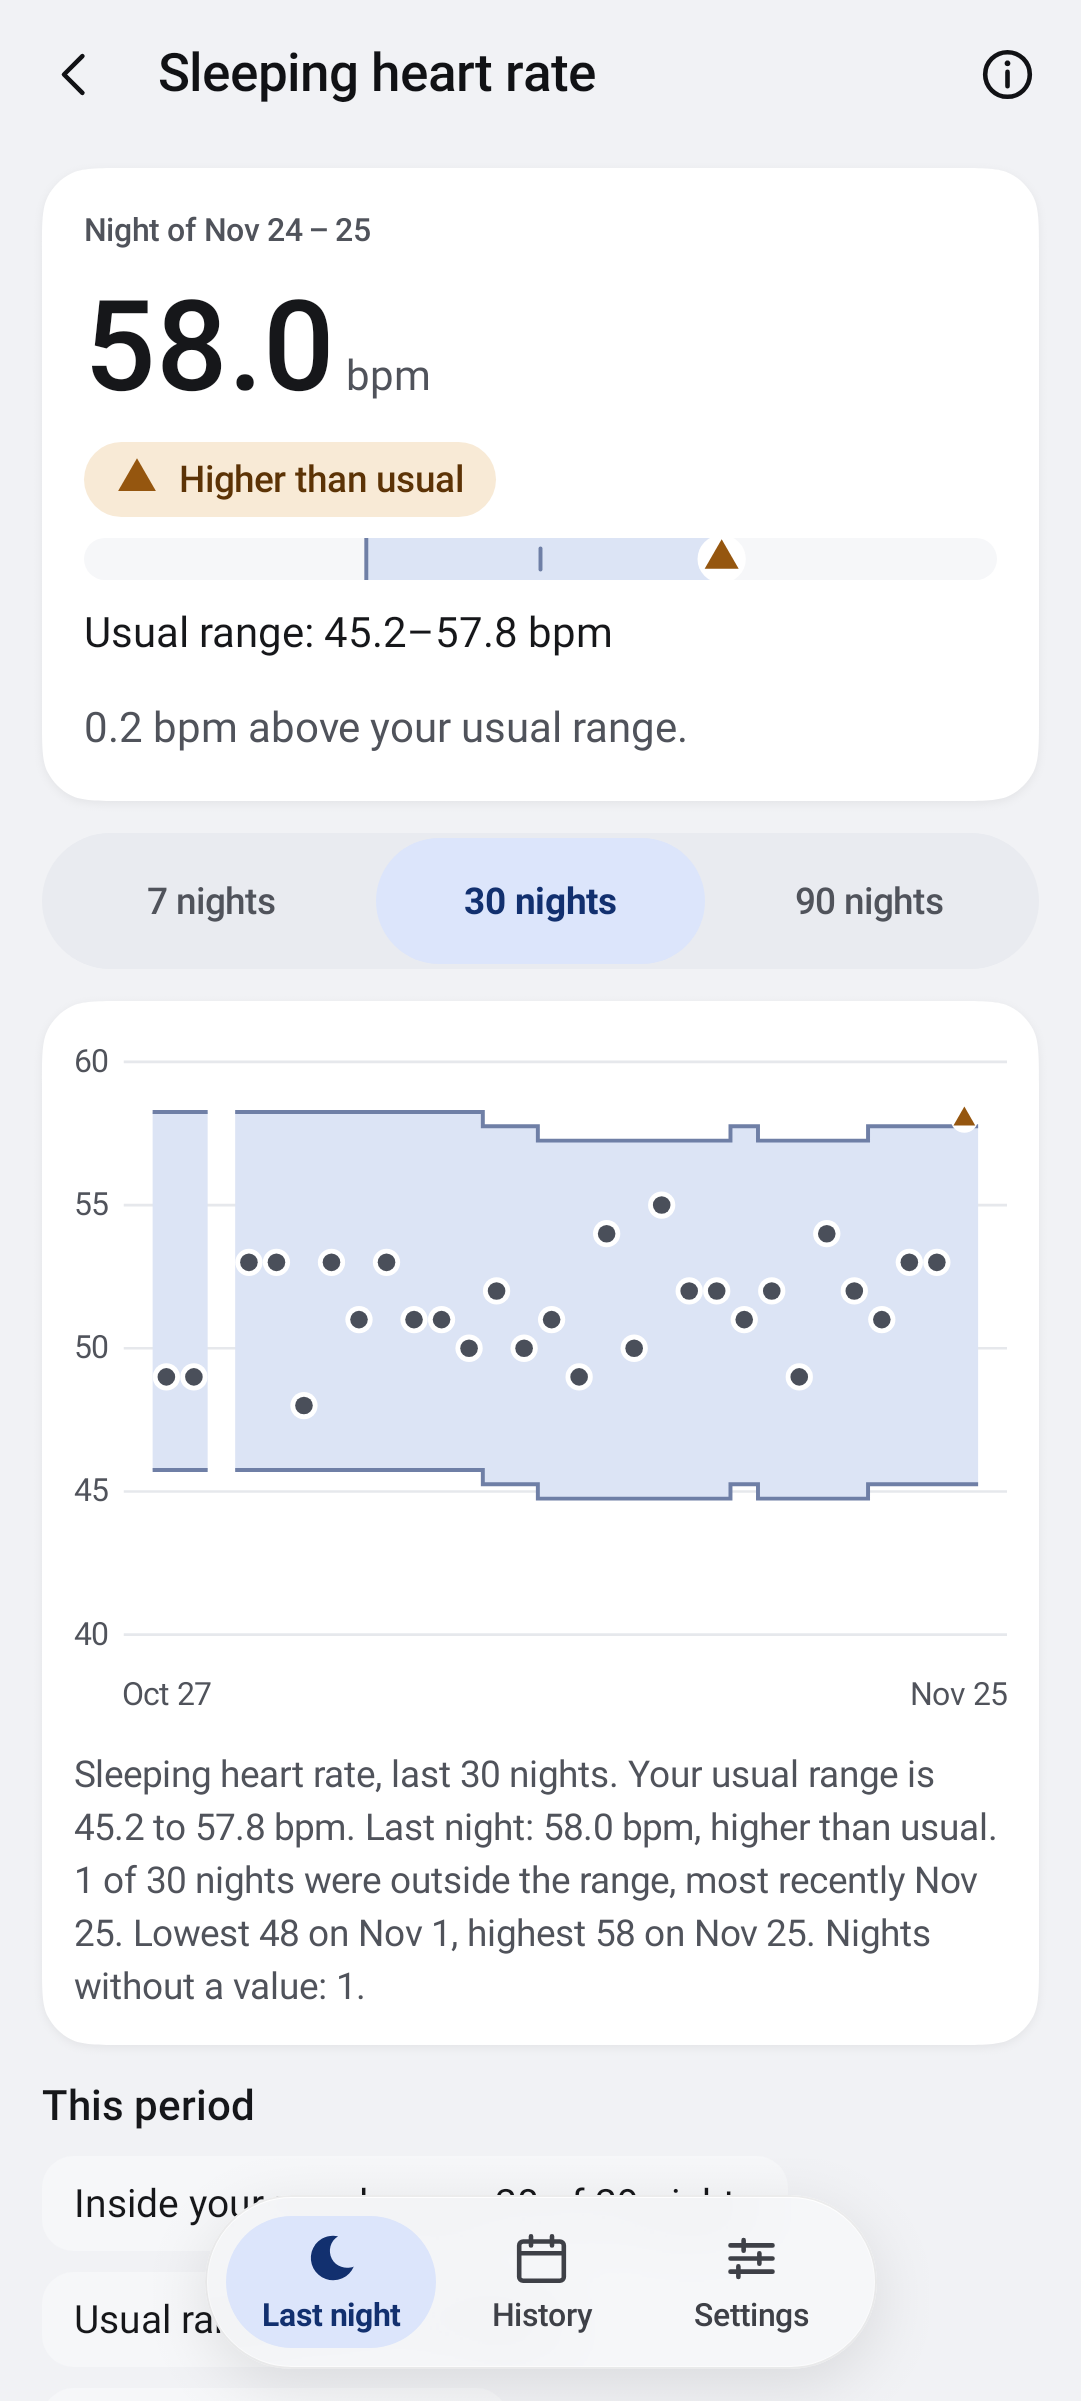 Sleeping heart rate
Night of Nov 24 – 25
58.0 bpm
Higher than usual
Usual range: 45.2–57.8 bpm
0.2 bpm above your usual range.
7 nights
30 nights
90 nights
60
55
50
45
40
Oct 27
Nov 25
Sleeping heart rate, last 30 nights. Your usual range is
45.2 to 57.8 bpm. Last night: 58.0 bpm, higher than usual.
1 of 30 nights were outside the range, most recently Nov
25. Lowest 48 on Nov 1, highest 58 on Nov 25. Nights
without a value: 1.
This period
Inside your
Usual
Last night
History
Settings